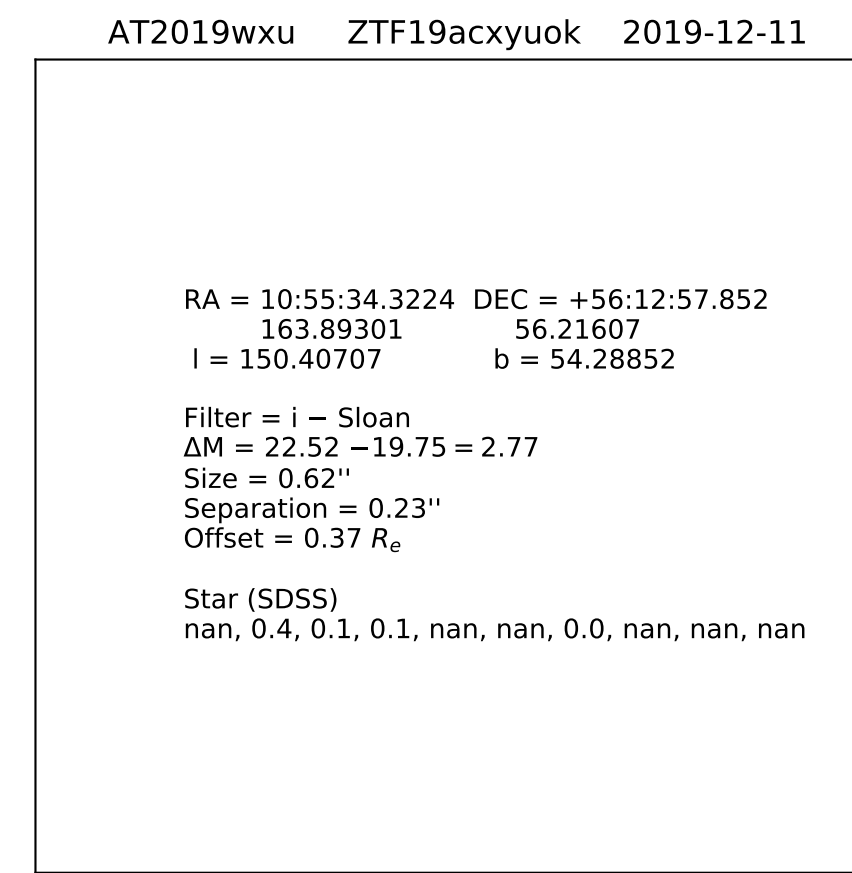 AT2019wxu ZTF19acxyuok 2019-12-11
RA = 10:55:34.3224 DEC = +56:12:57.852
163.89301 56.21607
l = 150.40707 b = 54.28852
Filter = i − Sloan
ΔM = 22.52 −19.75 = 2.77
Size = 0.62''
Separation = 0.23''
Offset = 0.37 Re
Star (SDSS)
nan, 0.4, 0.1, 0.1, nan, nan, 0.0, nan, nan, nan